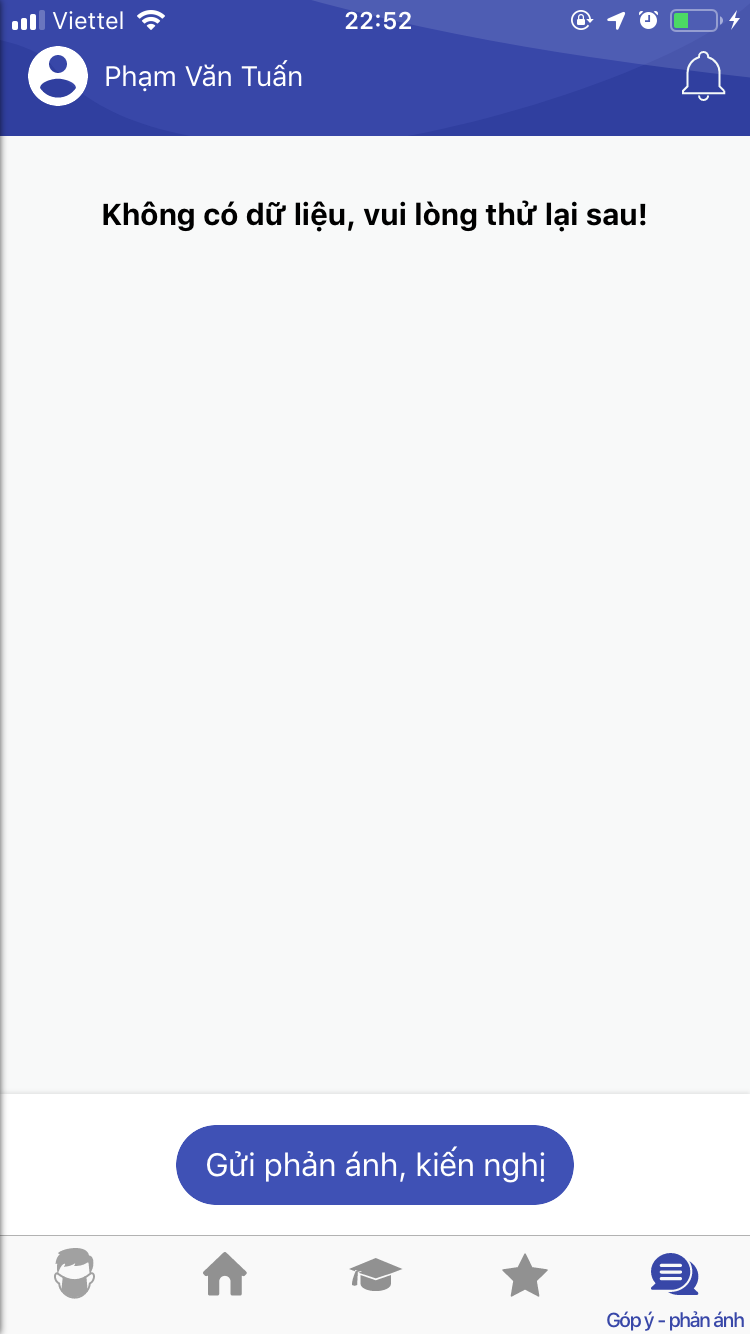 Viettel 22:52
Phạm Văn Tuấn
Không có dữ liệu, vui lòng thử lại sau!
Gửi phản ánh, kiến nghị
Góp ý - phản ánh